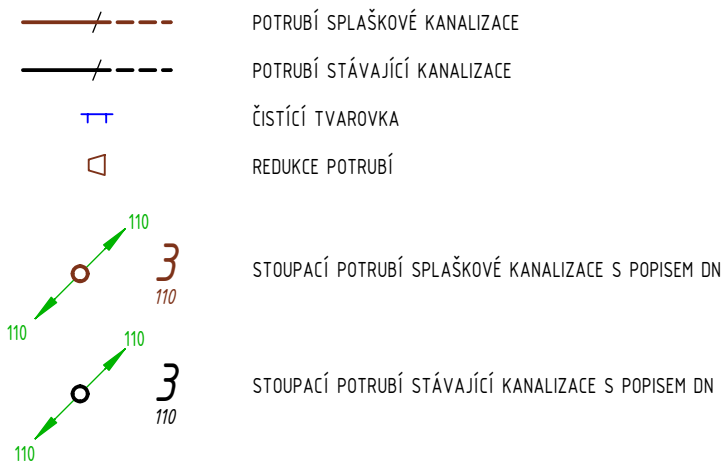 POTRUBÍ SPLAŠKOVÉ KANALIZACE
POTRUBÍ STÁVAJÍCÍ KANALIZACE
ČISTÍCÍ TVAROVKA
REDUKCE POTRUBÍ
110
3
110
110
STOUPACÍ POTRUBÍ SPLAŠKOVÉ KANALIZACE S POPISEM DN
110
3
110
110
STOUPACÍ POTRUBÍ STÁVAJÍCÍ KANALIZACE S POPISEM DN